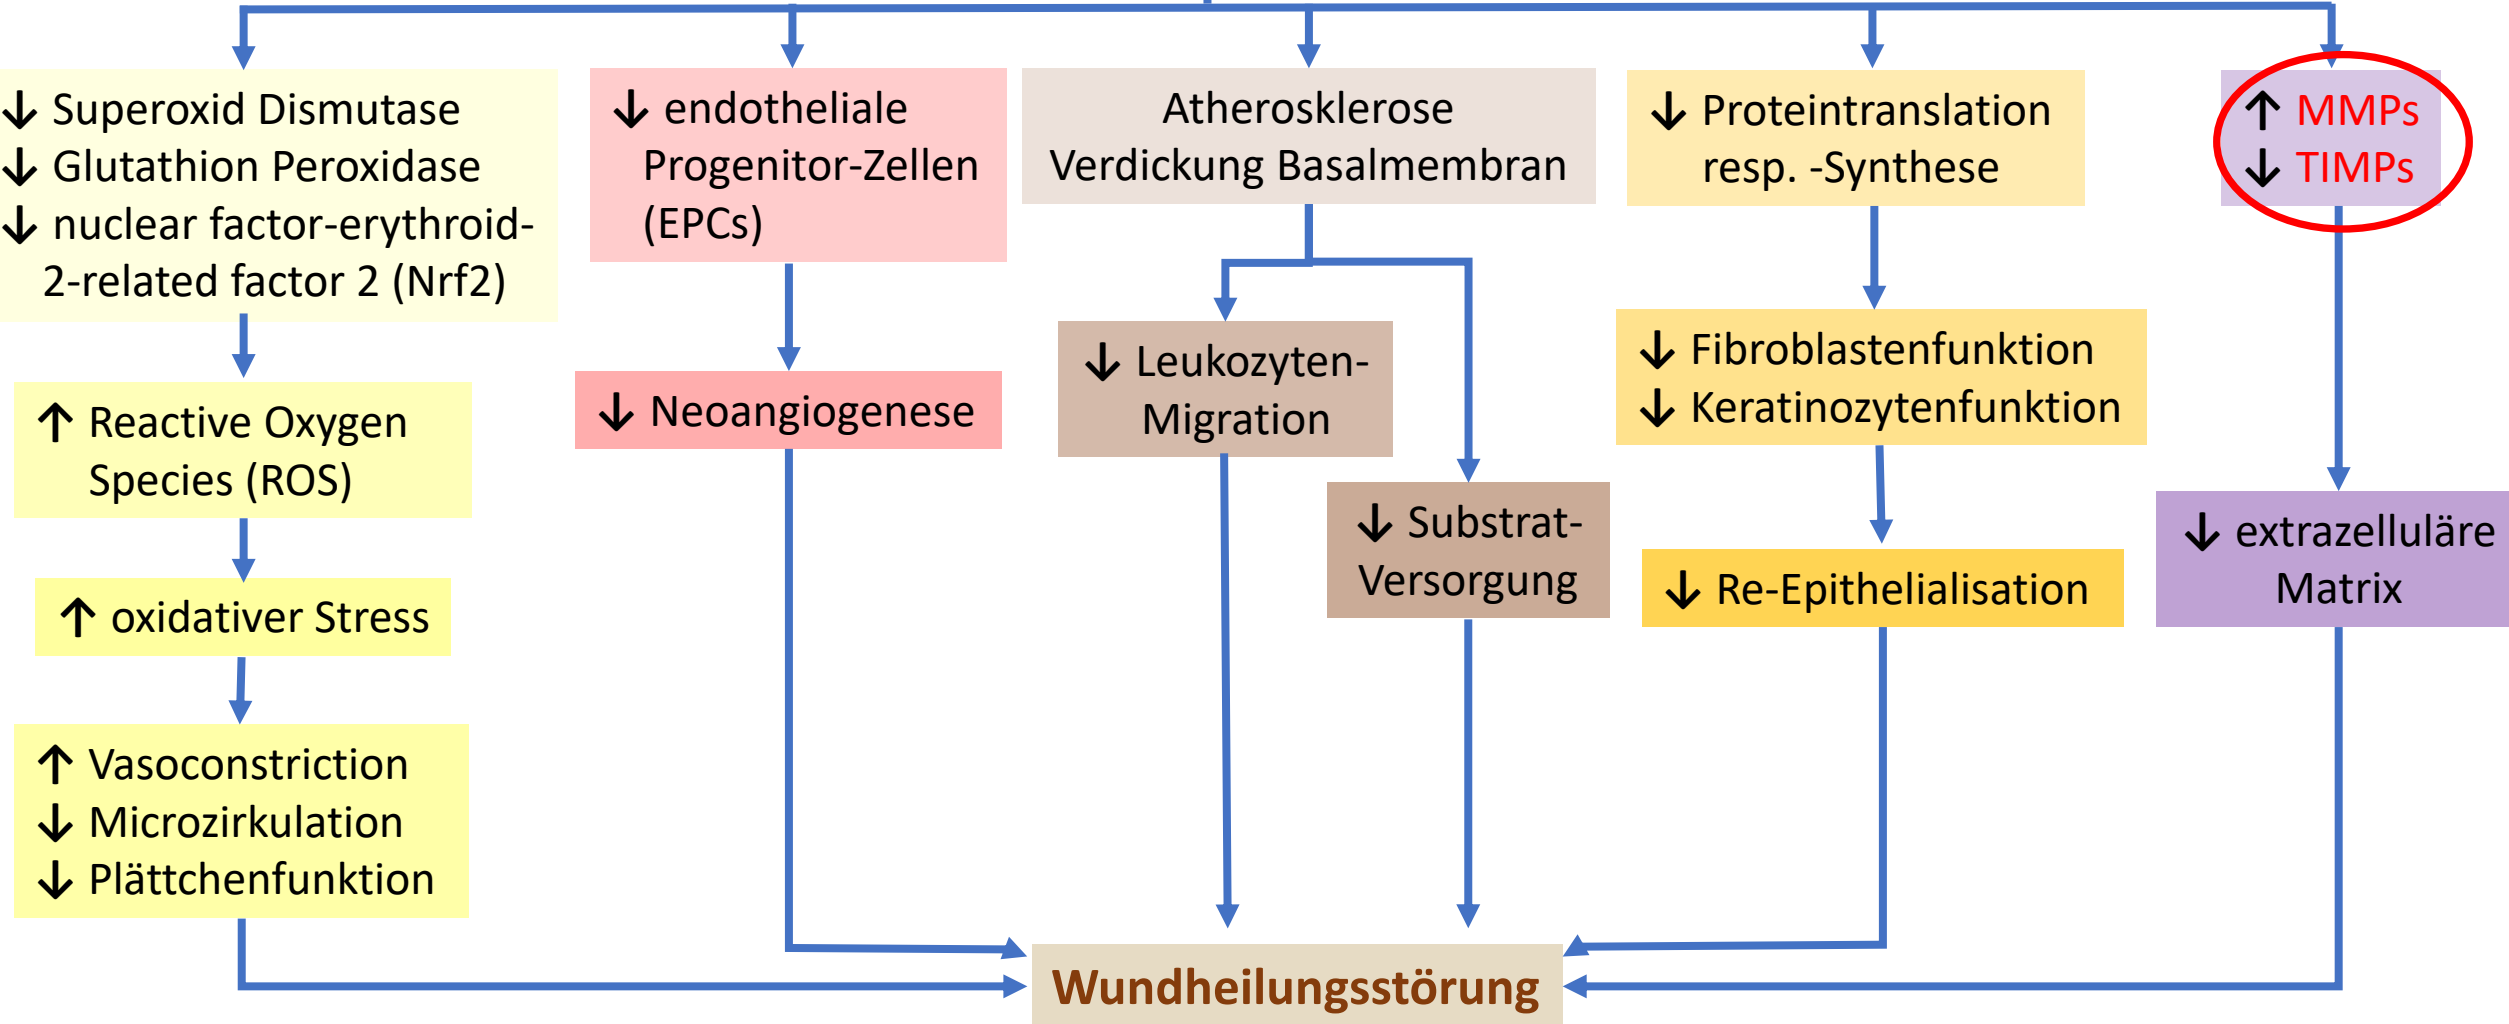 ↓ Superoxid Dismutase
↓ Glutathion Peroxidase
↓ nuclear factor-erythroid-
2-related factor 2 (Nrf2)
↑ Reactive Oxygen
Species (ROS)
↑ oxidativer Stress
↑ Vasoconstriction
↓ Microzirkulation
↓ Plättchenfunktion
↓ endotheliale
Progenitor-Zellen
(EPCs)
↓ Neoangiogenese
Atherosklerose
Verdickung Basalmembran
↓ Leukozyten-
Migration
↓ Substrat-
Versorgung
↓ Proteintranslation
resp. -Synthese
↓ Fibroblastenfunktion
↓ Keratinozytenfunktion
↓ Re-Epithelialisation
↑ MMPs
↓ TIMPs
↓ extrazelluläre
Matrix
Wundheilungsstörung